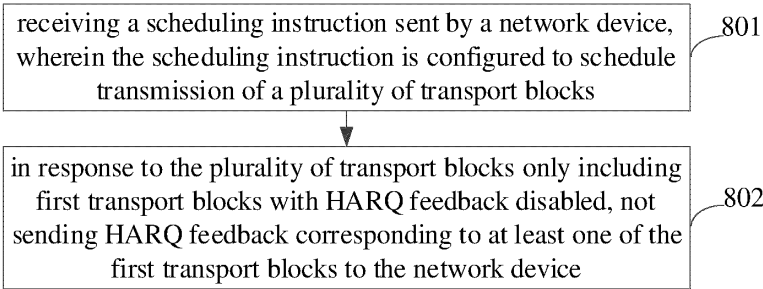 receiving a scheduling instruction sent by a network device,
wherein the scheduling instruction is configured to schedule
transmission of a plurality of transport blocks
801
in response to the plurality of transport blocks only including
first transport blocks with HARQ feedback disabled, not
sending HARQ feedback corresponding to at least one of the
first transport blocks to the network device
802